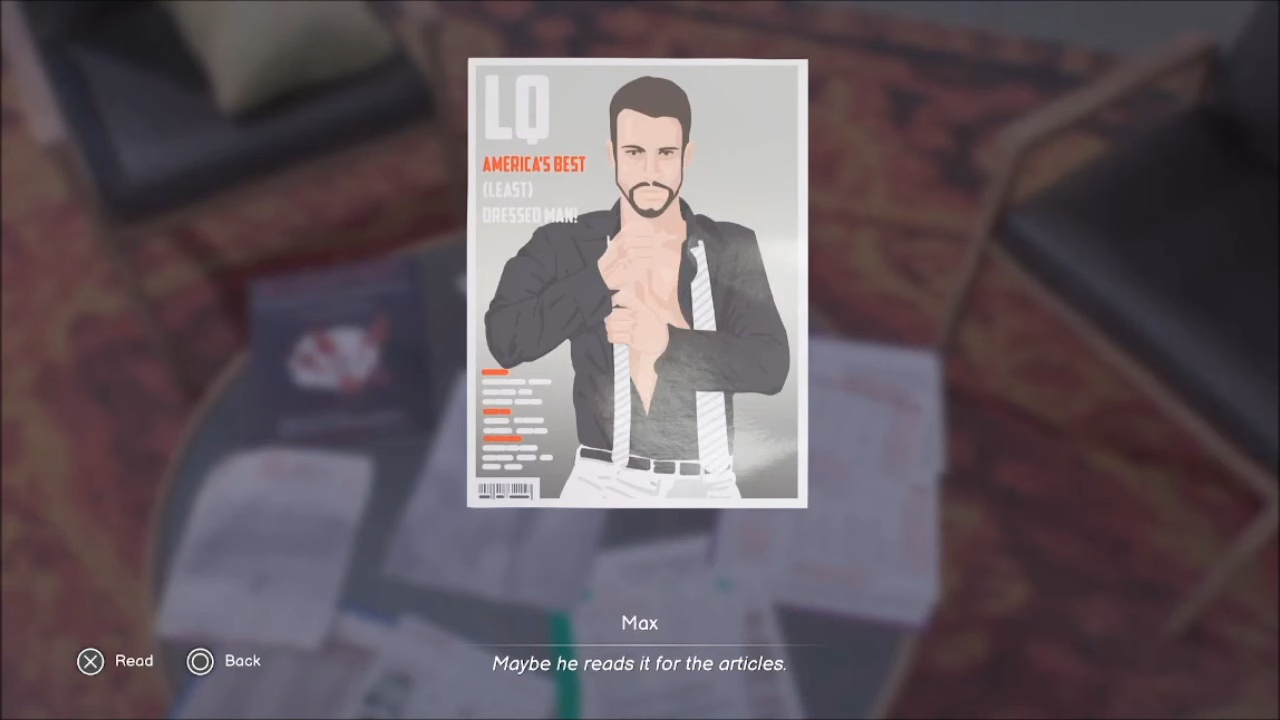 LQ
AMERICA'S BEST
(LEAST)
DRESSED MAN!
Max
Read
Back
Maybe he reads it for the articles.